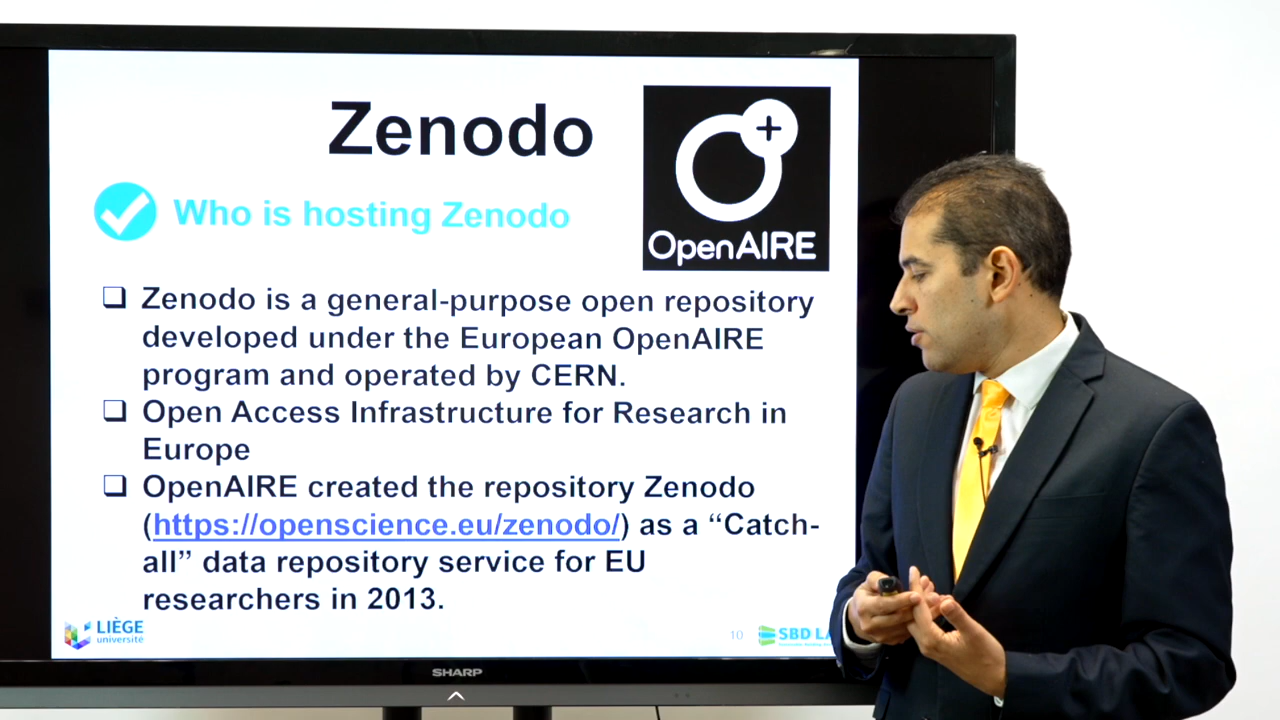 Zenodo
OpenAIRE
Who is hosting Zenodo
❑ Zenodo is a general-purpose open repository
developed under the European OpenAIRE
program and operated by CERN.
❑ Open Access Infrastructure for Research in
Europe
❑ OpenAIRE created the repository Zenodo
(https://openscience.eu/zenodo/) as a “Catch-
all” data repository service for EU
researchers in 2013.
LIÈGE
université
10
SBD
SHARP